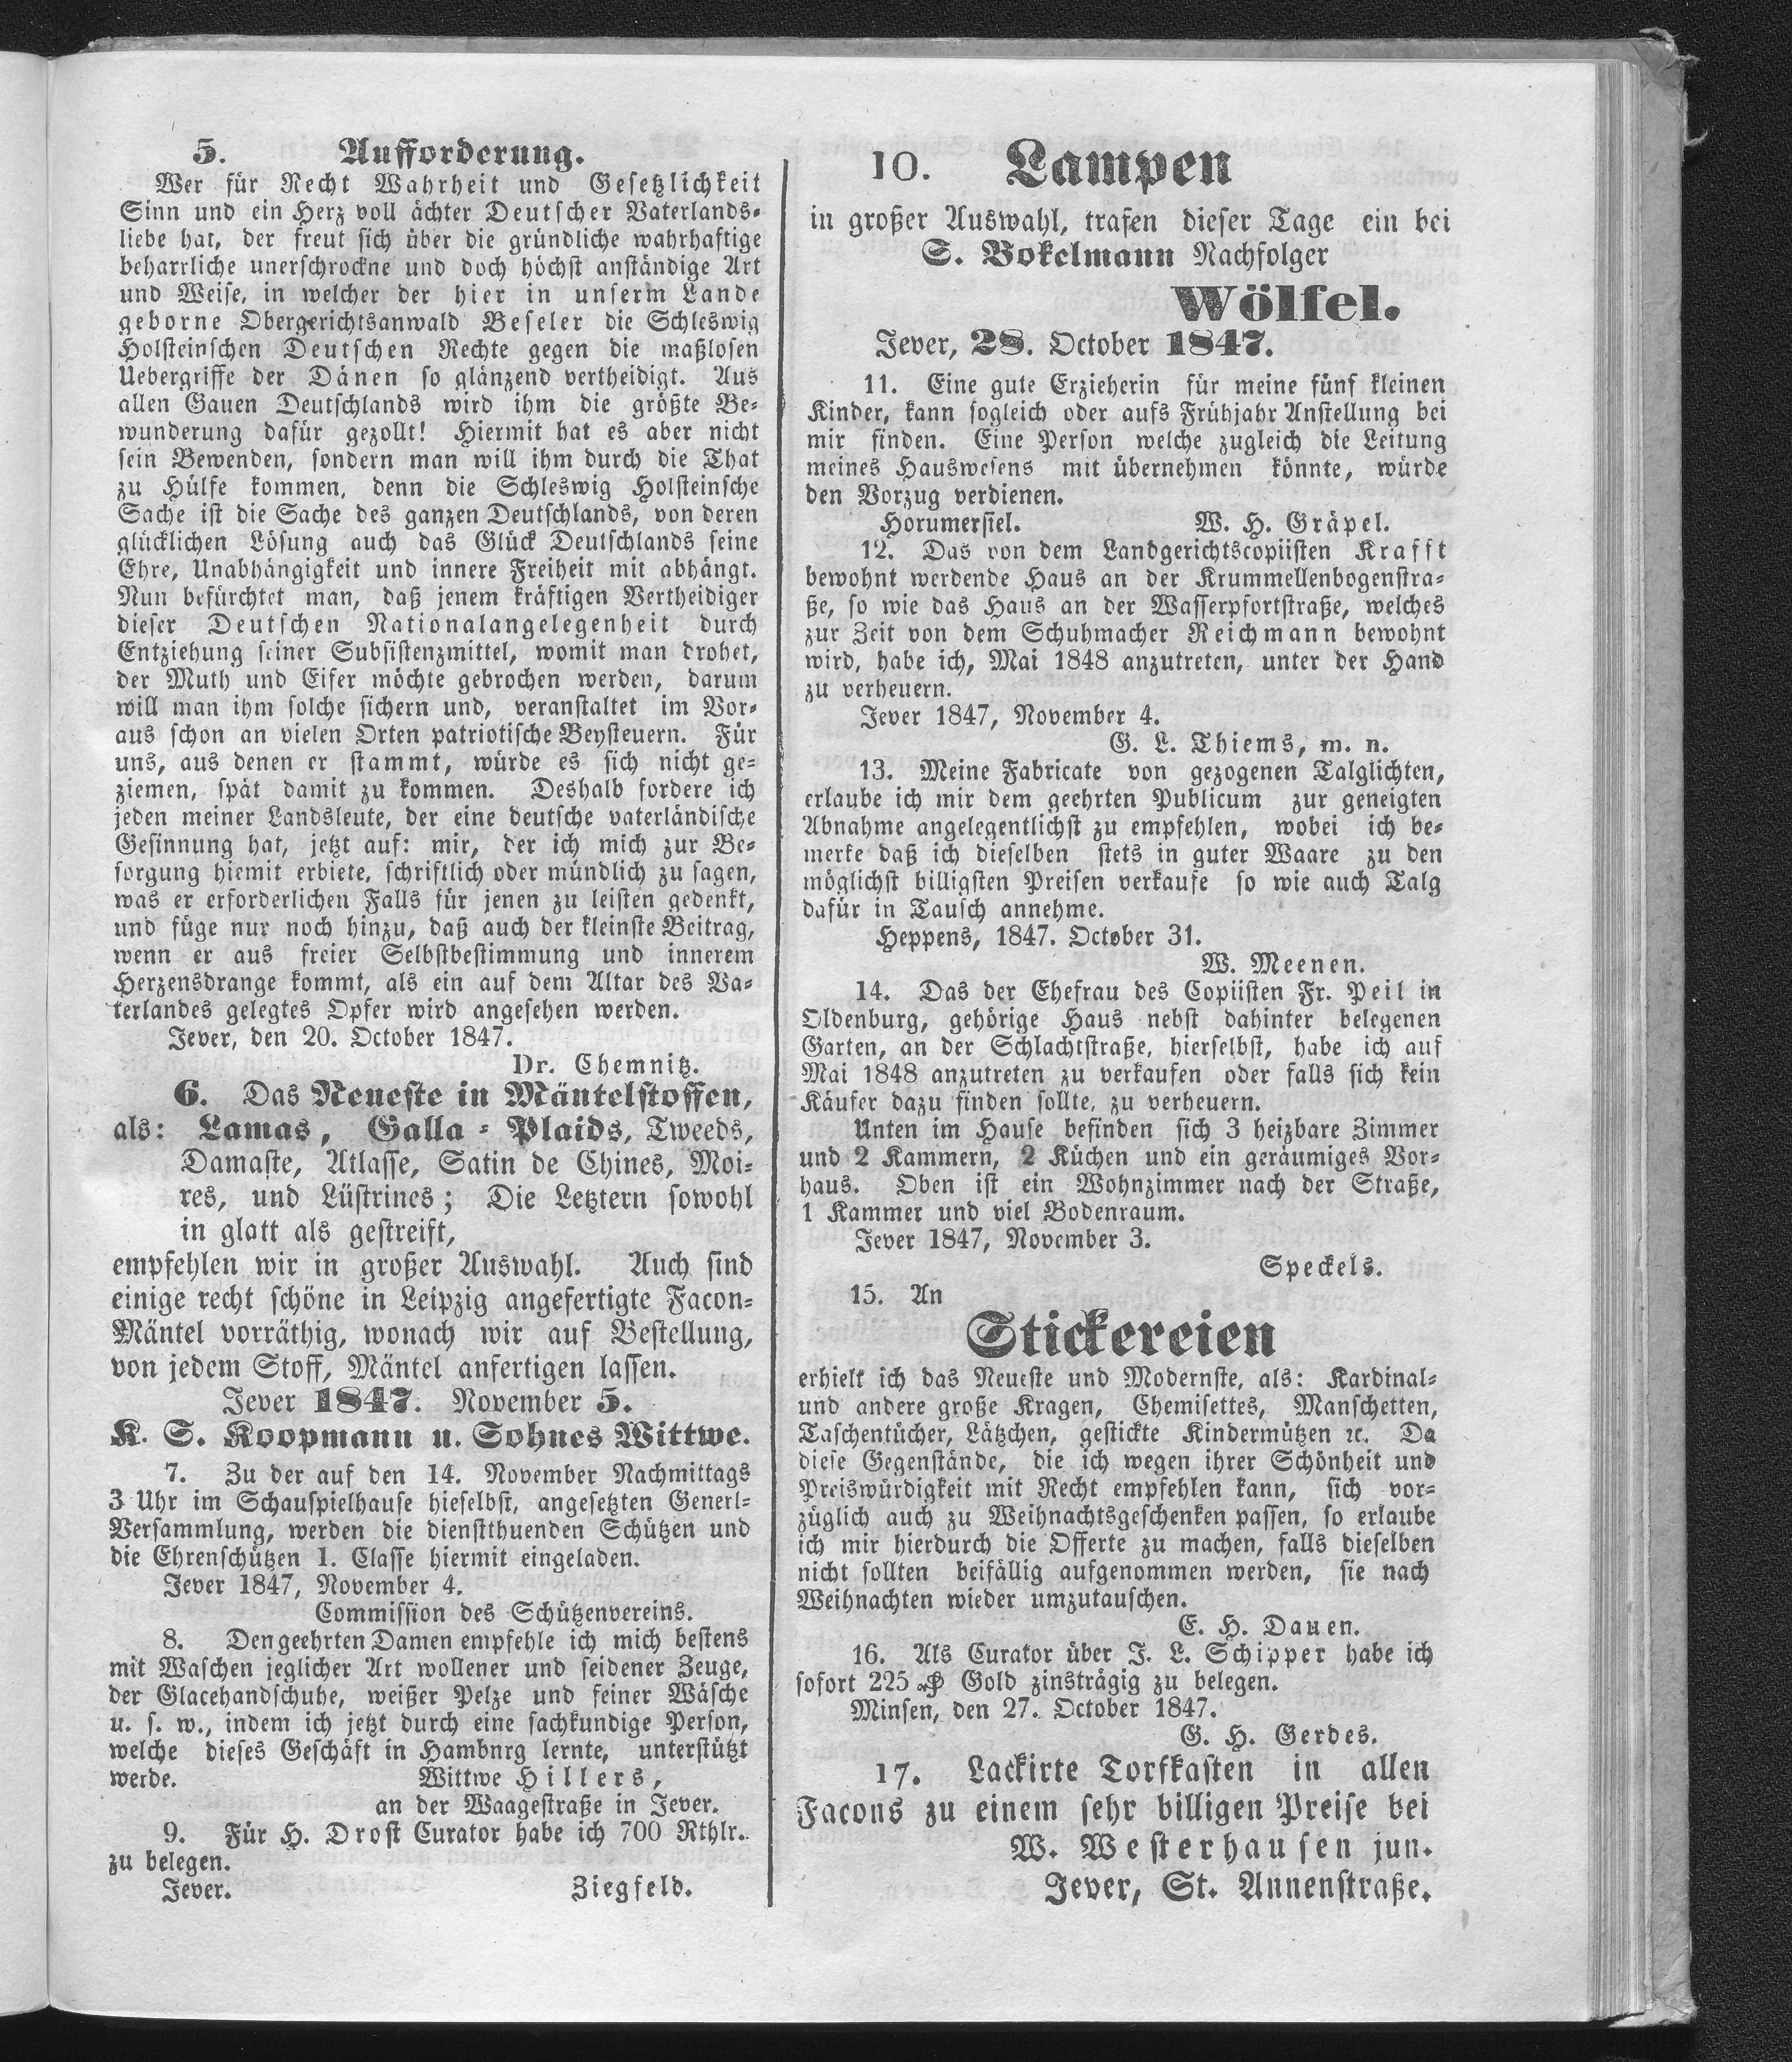 5. Aufforderung.
Wer für Recht Wahrheit und Gesetzlichkeit
Sinn und ein Herz voll ächter Deutscher Vaterlands-
liebe hat, der freut sich über die gründliche wahrhaftige
beharrliche unerschrockne und doch höchst anständige Art
und Weise, in welcher der hier in unserm Lande
geborne Obergerichtsanwald Beseler die Schleswig
Holsteinschen Deutschen Rechte gegen die maßlosen
Uebergriffe der Dänen so glänzend vertheidigt. Aus
allen Gauen Deutschlands wird ihm die größte Be-
wunderung dafür gezollt! Hiermit hat es aber nicht
sein Bewenden, sondern man will ihm durch die That
zu Hülfe kommen, denn die Schleswig Holsteinsche
Sache ist die Sache des ganzen Deutschlands, von deren
glücklichen Lösung auch das Glück Deutschlands seine
Ehre, Unabhängigkeit und innere Freiheit mit abhängt.
Nun befürchtet man, daß jenem kräftigen Vertheidiger
dieser Deutschen Nationalangelegenheit durch
Entziehung seiner Subsistenzmittel, womit man drohet,
der Muth und Eifer möchte gebrochen werden, darum
will man ihm solche sichern und, veranstaltet im Vor-
aus schon an vielen Orten patriotische Beysteuern. Für
uns, aus denen er stammt, würde es sich nicht ge-
ziemen, spät damit zu kommen. Deshalb fordere ich
jeden meiner Landsleute, der eine deutsche vaterländische
Gesinnung hat, jetzt auf: mir, der ich mich zur Be-
sorgung hiemit erbiete, schriftlich oder mündlich zu sagen,
was er erforderlichen Falls für jenen zu leisten gedenkt,
und füge nur noch hinzu, daß auch der kleinste Beitrag,
wenn er aus freier Selbstbestimmung und innerem
Herzensdrange kommt, als ein auf dem Altar des Va-
terlandes gelegtes Opfer wird angesehen werden.
Jever, den 20. October 1847.
Dr. Chemnitz.
6. Das Neueste in Mäntelstoffen,
als: Lamas, Galla-Plaids, Tweeds,
Damaste, Atlasse, Satin de Chines, Moi-
res, und Lüstrines; Die Letztern sowohl
in glatt als gestreift,
empfehlen wir in großer Auswahl. Auch sind
einige recht schöne in Leipzig angefertigte Facon-
Mäntel vorräthig, wonach wir auf Bestellung,
von jedem Stoff, Mäntel anfertigen lassen.
Jever 1847. November 5.
K. S. Koopmann u. Sohnes Wittwe.
7. Zu der auf den 14. November Nachmittags
3 Uhr im Schauspielhause hieselbst, angesetzten Generl-
Versammlung, werden die dienstthuenden Schützen und
die Ehrenschützen 1. Classe hiermit eingeladen.
Jever 1847, November 4.
Commission des Schützenvereins.
8. Den geehrten Damen empfehle ich mich bestens
mit Waschen jeglicher Art wollener und seidener Zeuge,
der Glacehandschuhe, weißer Pelze und feiner Wäsche
u. s. w., indem ich jetzt durch eine sachkundige Person,
welche dieses Geschäft in Hambnrg lernte, unterstützt
werde. Wittwe Hillers,
an der Waagestraße in Jever.
9. Für H. Drost Curator habe ich 700 Rthlr.
zu belegen.
Jever. Ziegfeld.
10. Lampen
in großer Auswahl, trafen dieser Tage ein bei
S. Bokelmann Nachfolger
Wölfel.
Jever, 28. October 1847.
11. Eine gute Erzieherin für meine fünf kleinen
Kinder, kann sogleich oder aufs Frühjahr Anstellung bei
mir finden. Eine Person welche zugleich die Leitung
meines Hauswesens mit übernehmen könnte, würde
den Vorzug verdienen.
Horumersiel. W. H. Gräpel.
12. Das von dem Landgerichtscopiisten Krafft
bewohnt werdende Haus an der Krummellenbogenstra-
ße, so wie das Haus an der Wasserpfortstraße, welches
zur Zeit von dem Schuhmacher Reichmann bewohnt
wird, habe ich, Mai 1848 anzutreten, unter der Hand
zu verheuern.
Jever 1847, November 4.
G. L. Thiems, m. n.
13. Meine Fabricate von gezogenen Talglichten,
erlaube ich mir dem geehrten Publicum zur geneigten
Abnahme angelegentlichst zu empfehlen, wobei ich be-
merke daß ich dieselben stets in guter Waare zu den
möglichst billigsten Preisen verkaufe so wie auch Talg
dafür in Tausch annehme.
Heppens, 1847. October 31.
W. Meenen.
14. Das der Ehefrau des Copiisten Fr. Peil in
Oldenburg, gehörige Haus nebst dahinter belegenen
Garten, an der Schlachtstraße, hierselbst, habe ich auf
Mai 1848 anzutreten zu verkaufen oder falls sich kein
Käufer dazu finden sollte, zu verheuern.
Unten im Hause befinden sich 3 heizbare Zimmer
und 2 Kammern, 2 Küchen und ein geräumiges Vor-
haus. Oben ist ein Wohnzimmer nach der Straße,
1 Kammer und viel Bodenraum.
Jever 1847, November 3.
Speckels.
15. An
Stickereien
erhielt ich das Neueste und Modernste, als: Kardinal-
und andere große Kragen, Chemisettes, Manschetten,
Taschentücher, Lätzchen, gestickte Kindermützen ꝛc. Da
diese Gegenstände, die ich wegen ihrer Schönheit und
Preiswürdigkeit mit Recht empfehlen kann, sich vor-
züglich auch zu Weihnachtsgeschenken passen, so erlaube
ich mir hierdurch die Offerte zu machen, falls dieselben
nicht sollten beifällig aufgenommen werden, sie nach
Weihnachten wieder umzutauschen.
E. H. Dauen.
16. Als Curator über J. L. Schipper habe ich
sofort 225 ₰ Gold zinsträgig zu belegen.
Minsen, den 27. October 1847.
G. H. Gerdes.
17. Lackirte Torfkasten in allen
Facons zu einem sehr billigen Preise bei
W. Westerhausen jun.
Jever, St. Annenstraße.